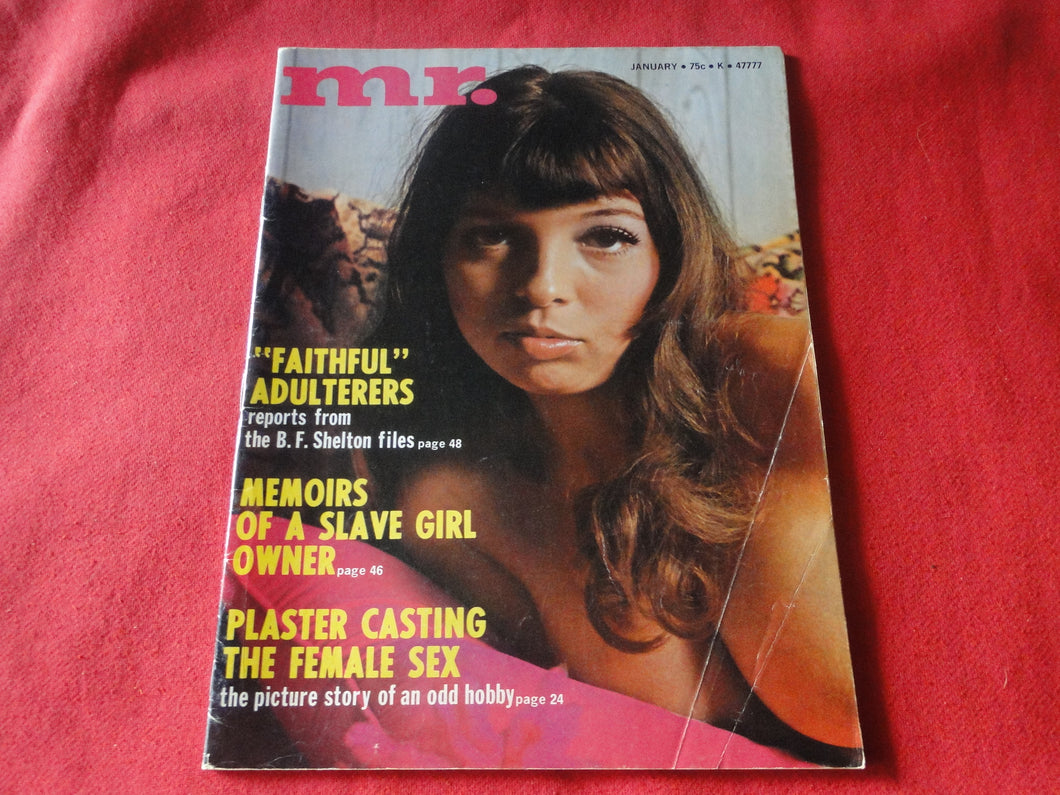 mr.
JANUARY • 75c • K • 47777
"FAITHFUL"
ADULTERERS
reports from
the B. F. Shelton files page 48
MEMOIRS
OF A SLAVE GIRL
OWNER page 46
PLASTER CASTING
THE FEMALE SEX
the picture story of an odd hobby page 24